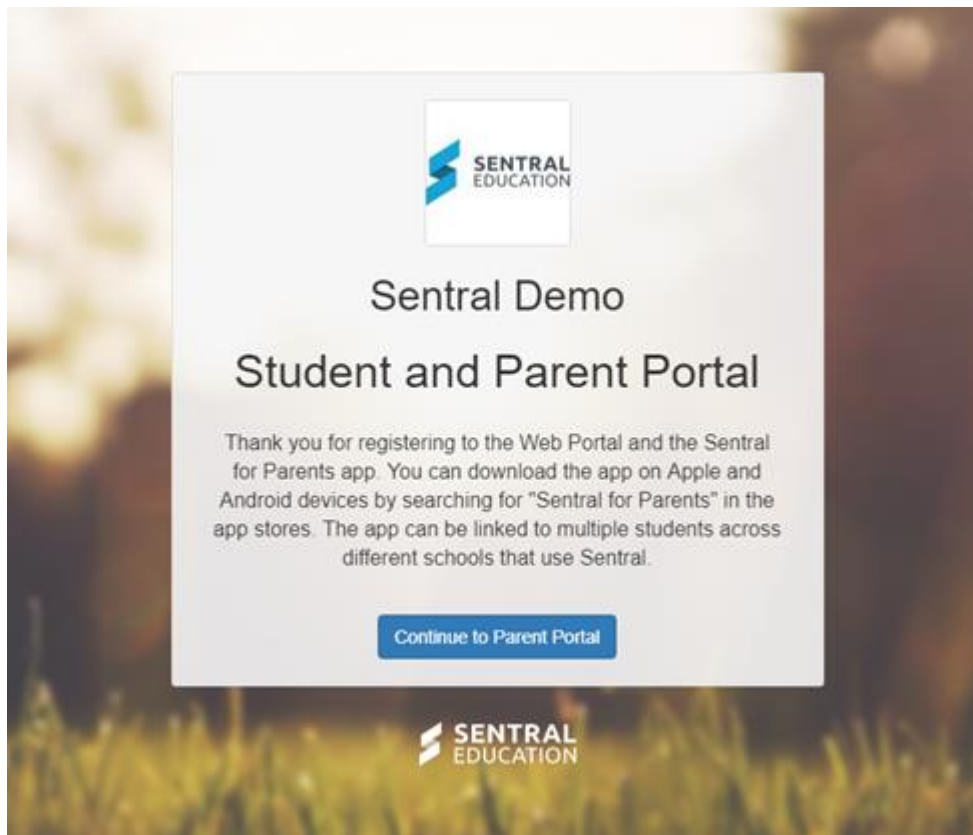 SENTRAL
EDUCATION
Sentral Demo
Student and Parent Portal
Thank you for registering to the Web Portal and the Sentral
for Parents app. You can download the app on Apple and
Android devices by searching for "Sentral for Parents" in the
app stores. The app can be linked to multiple students across
different schools that use Sentral.
Continue to Parent Portal
SENTRAL
EDUCATION